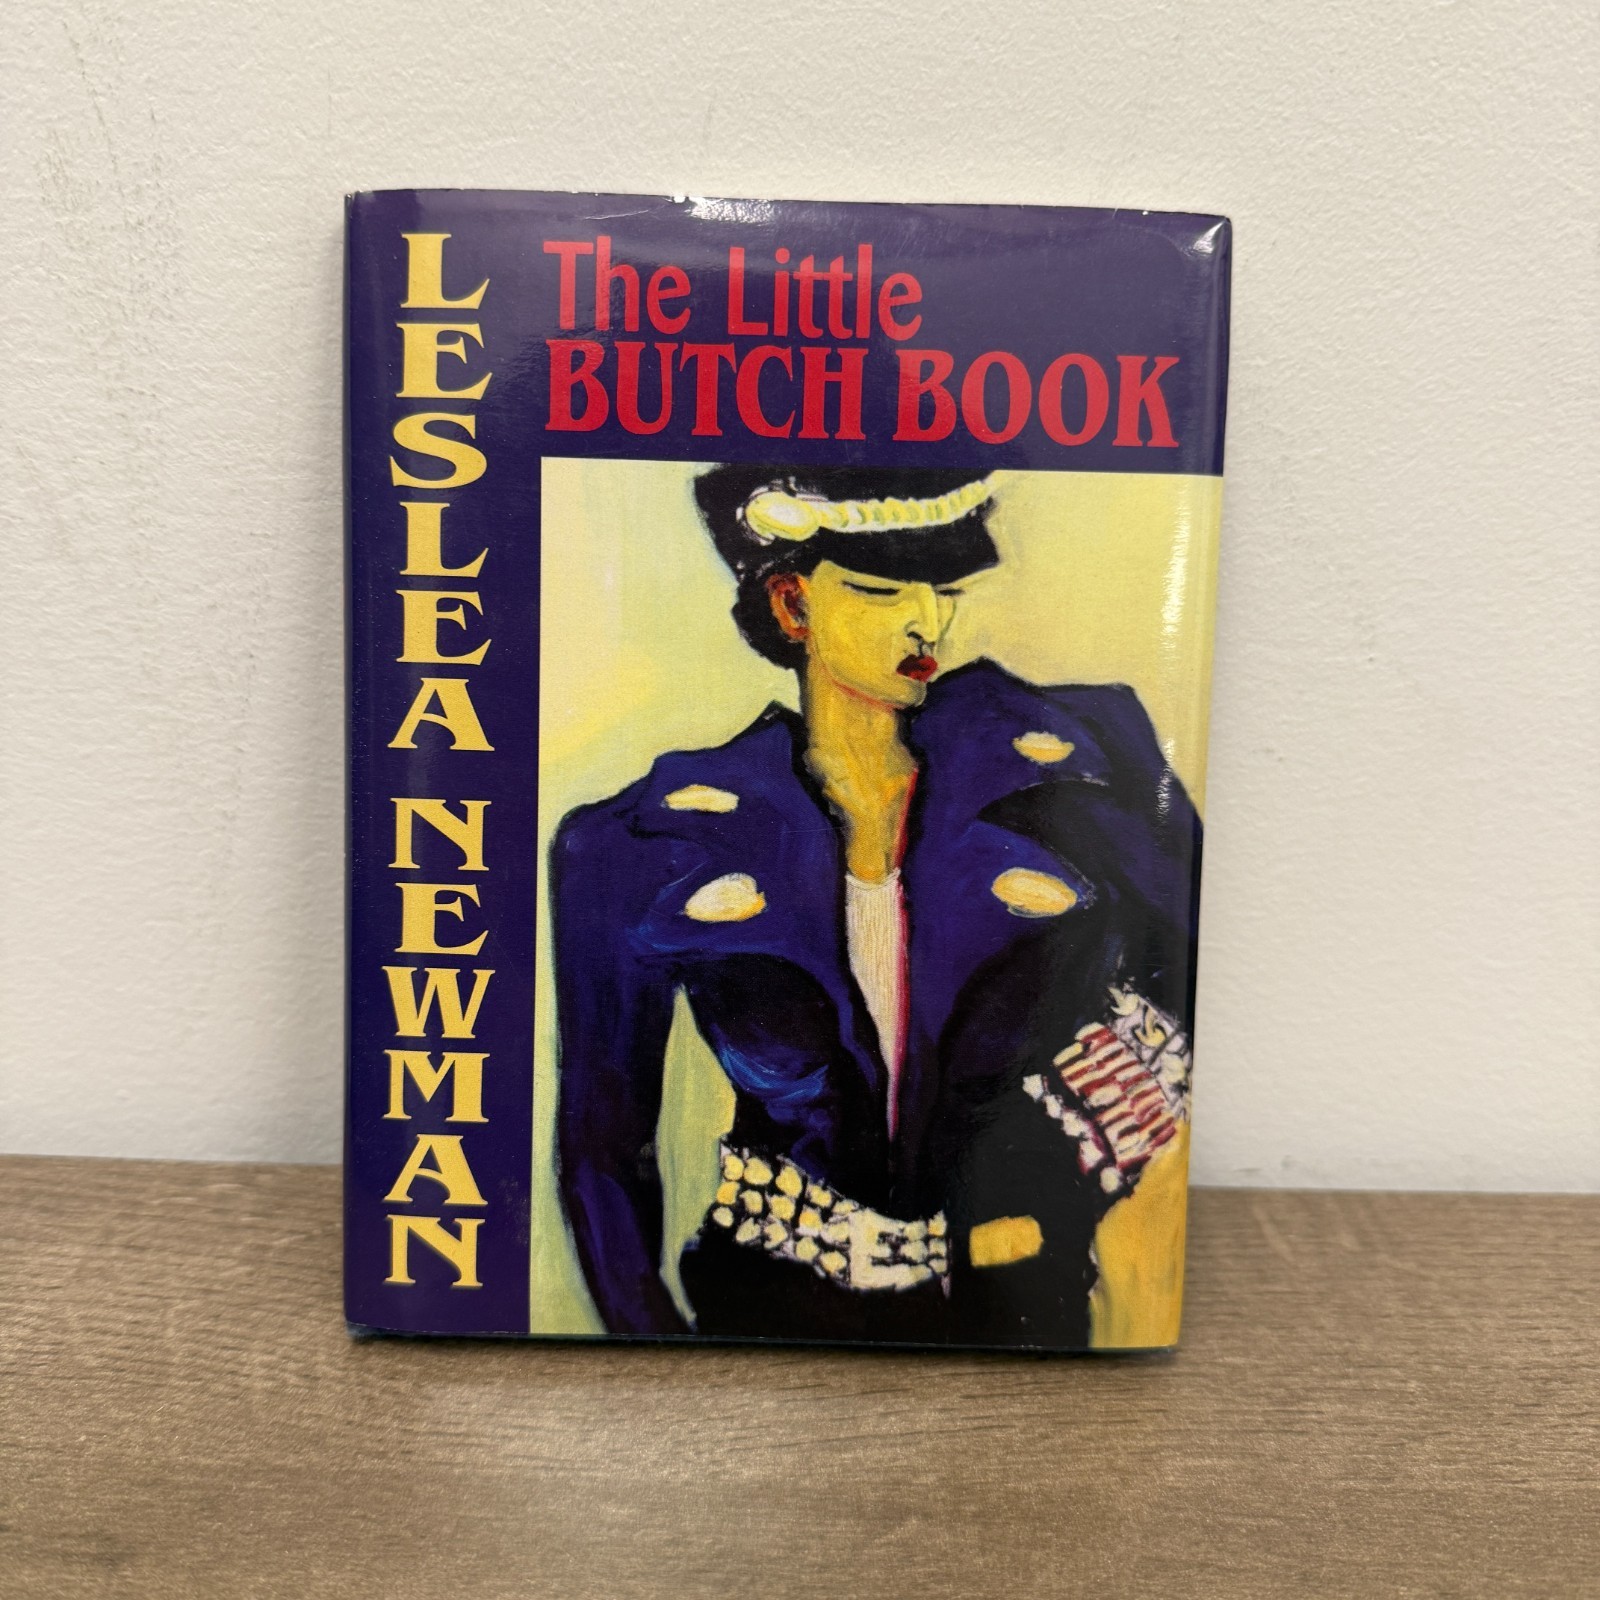 LESLEA NEWMAN
The Little
BUTCH BOOK